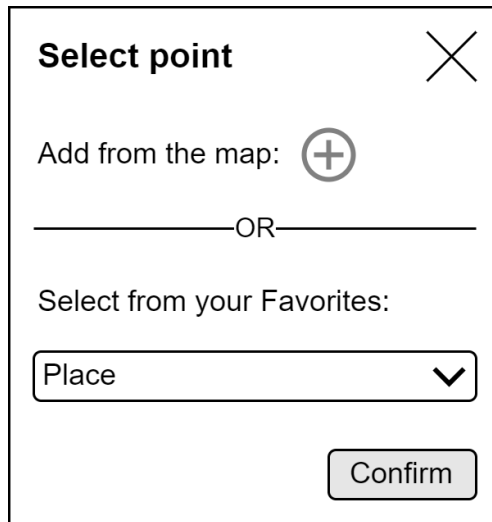 Select point
Add from the map:
OR
Select from your Favorites:
Place
Confirm